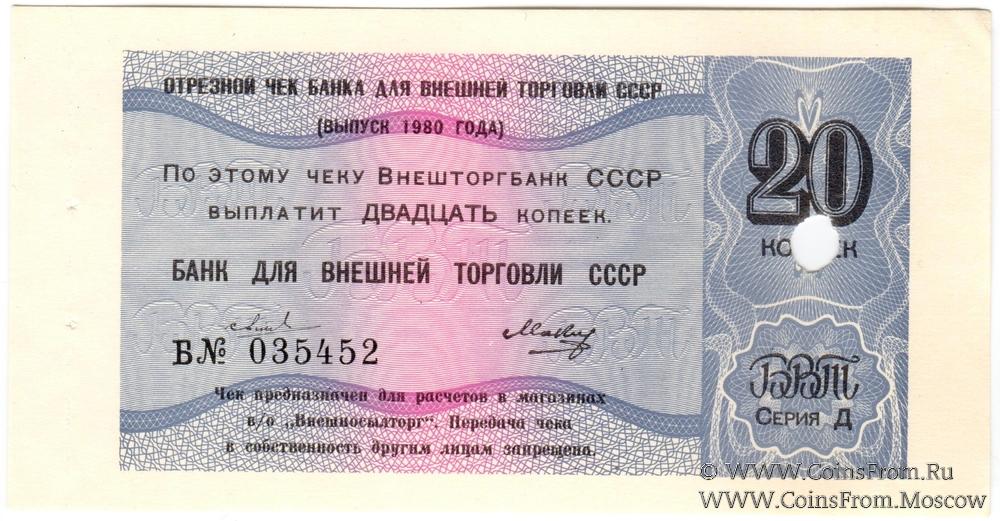 ОТРЕЗНОЙ ЧЕК БАНКА ДЛЯ ВНЕШНЕЙ ТОРГОВЛИ СССР
(ВЫПУСК 1980 ГОДА)
По этому чеку Внешторгбанк СССР
выплатит ДВАДЦАТЬ копеек.
БАНК ДЛЯ ВНЕШНЕЙ ТОРГОВЛИ СССР
Б№ 035452
Чек предназначен для расчетов в магазинах
в/о „Внешпосылторг“. Передача чека
в собственность другим лицам запрещена.
20
БВТ
Серия Д
© WWW.CoinsFrom.Ru
WWW.CoinsFrom.Moscow